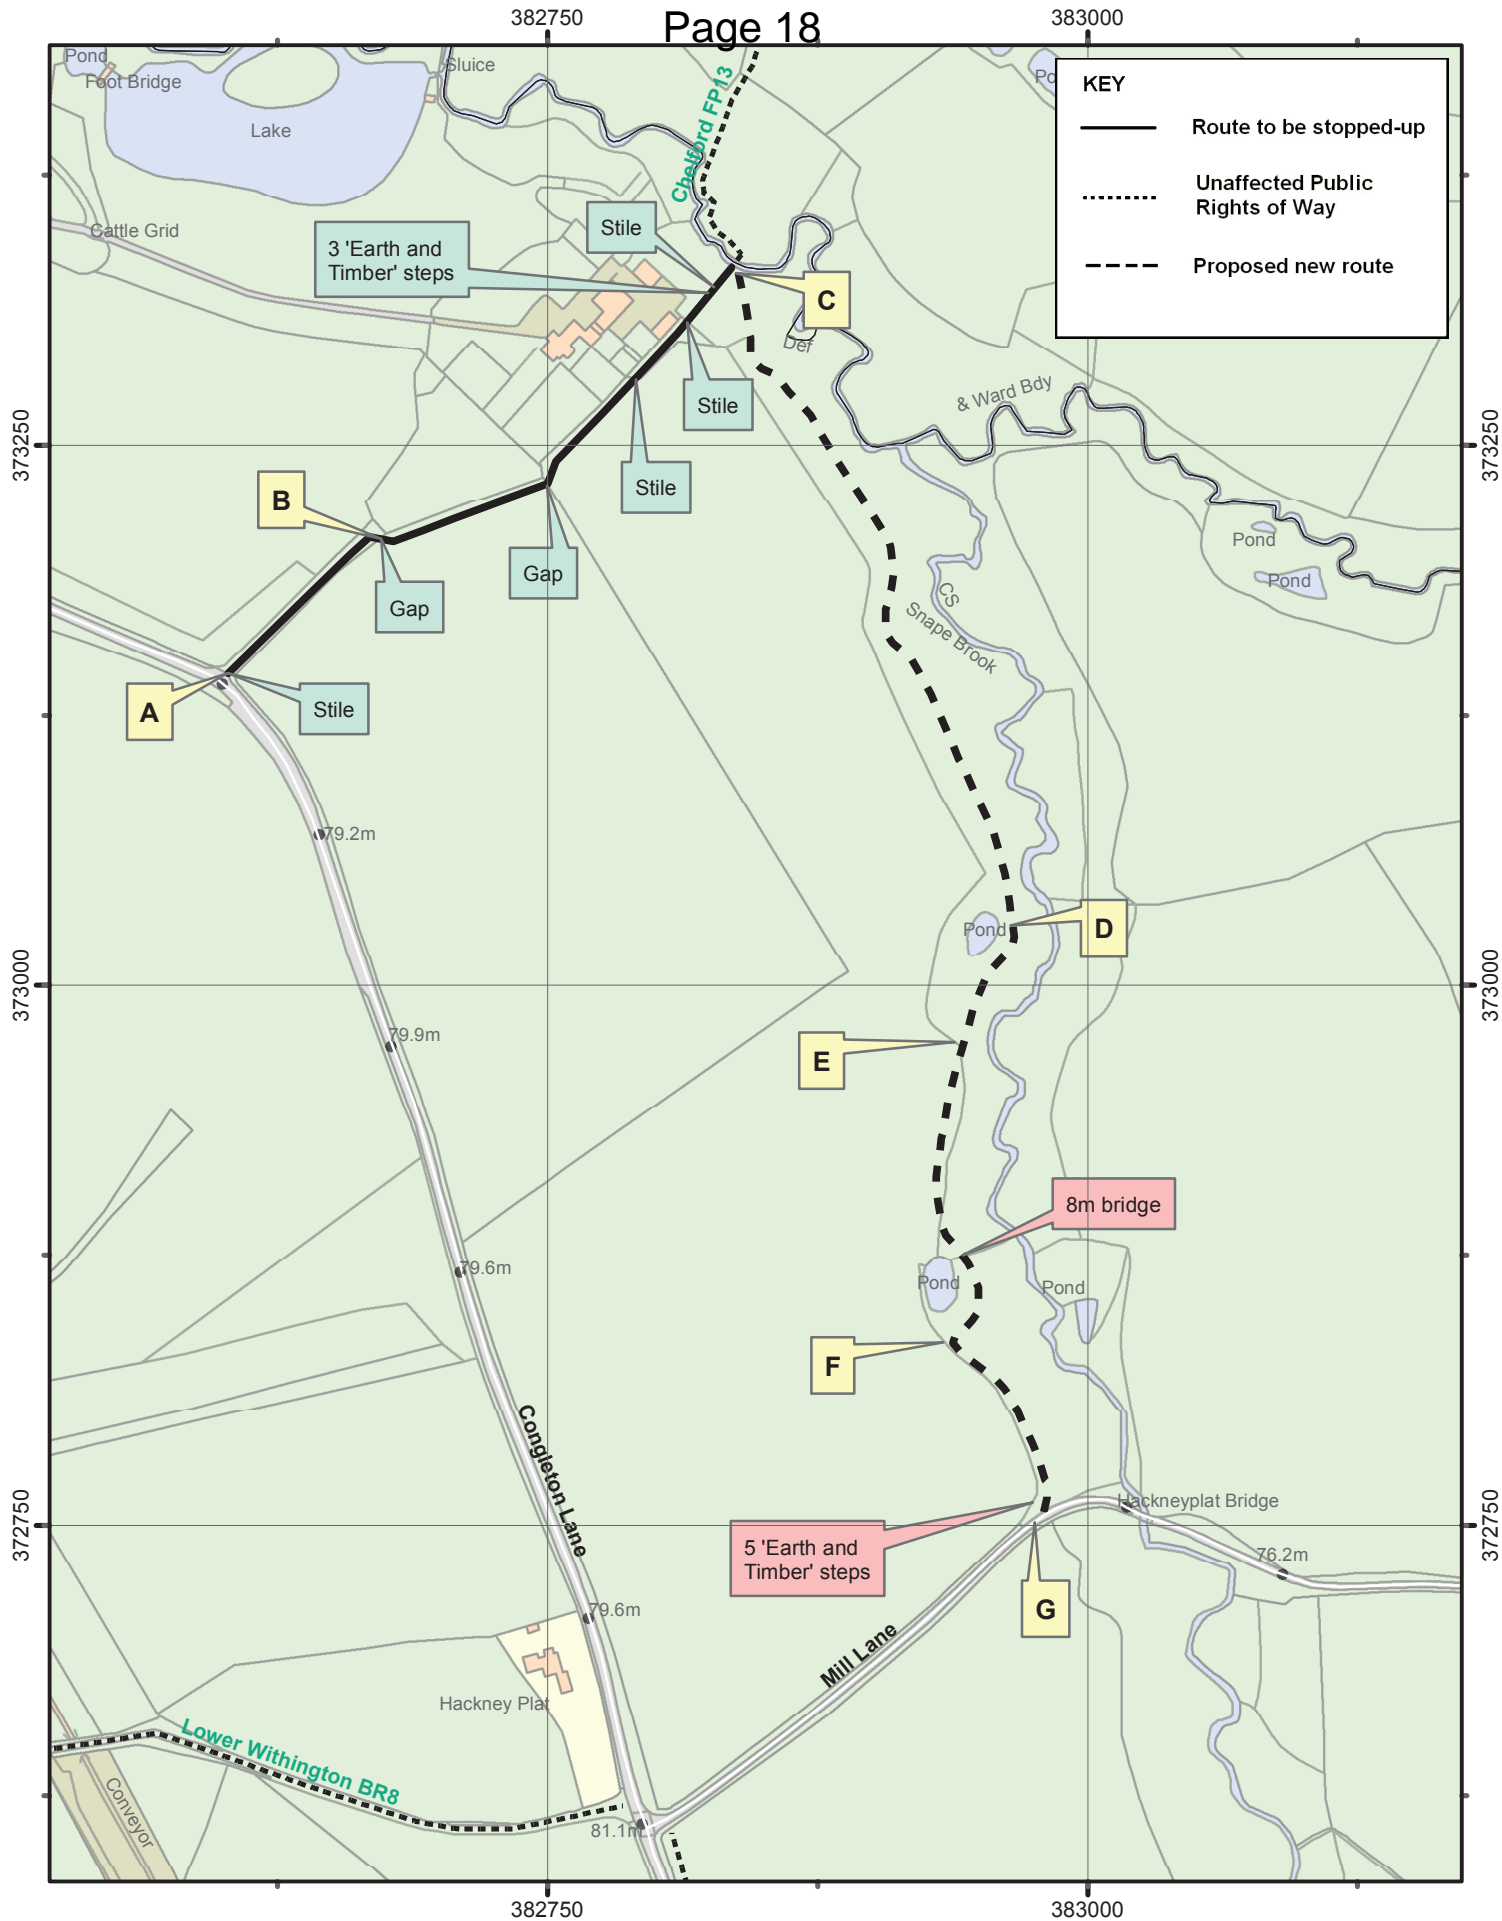 382750
Page 18
383000
Pond
Foot Bridge
Sluice
Lake
Chelford FP13
Po
KEY
Route to be stopped-up
Unaffected Public
Rights of Way
Proposed new route
Cattle Grid
3 'Earth and
Timber' steps
Stile
C
Def
& Ward Bdy
Stile
373250
373250
Stile
B
Gap
Gap
Pond
Pond
CS
Snape Brook
A
Stile
79.2m
Pond
D
373000
373000
79.9m
E
8m bridge
79.6m
Pond
Pond
F
Congleton Lane
Hackneyplat Bridge
372750
372750
5 'Earth and
Timber' steps
76.2m
G
79.6m
Mill Lane
Hackney Plat
Lower Withington BR8
Conveyor
81.1m
382750
383000